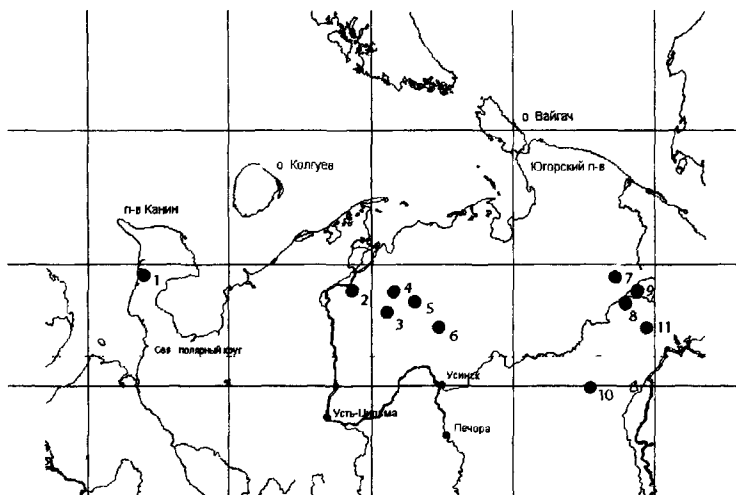 о Вайгач
Югорский п-в
о Колгуев
п-в Канин
1
2
4
5
3
6
7
9
8
11
Сев полярный круг
Усинск
10
Усть-Цильма
Печора